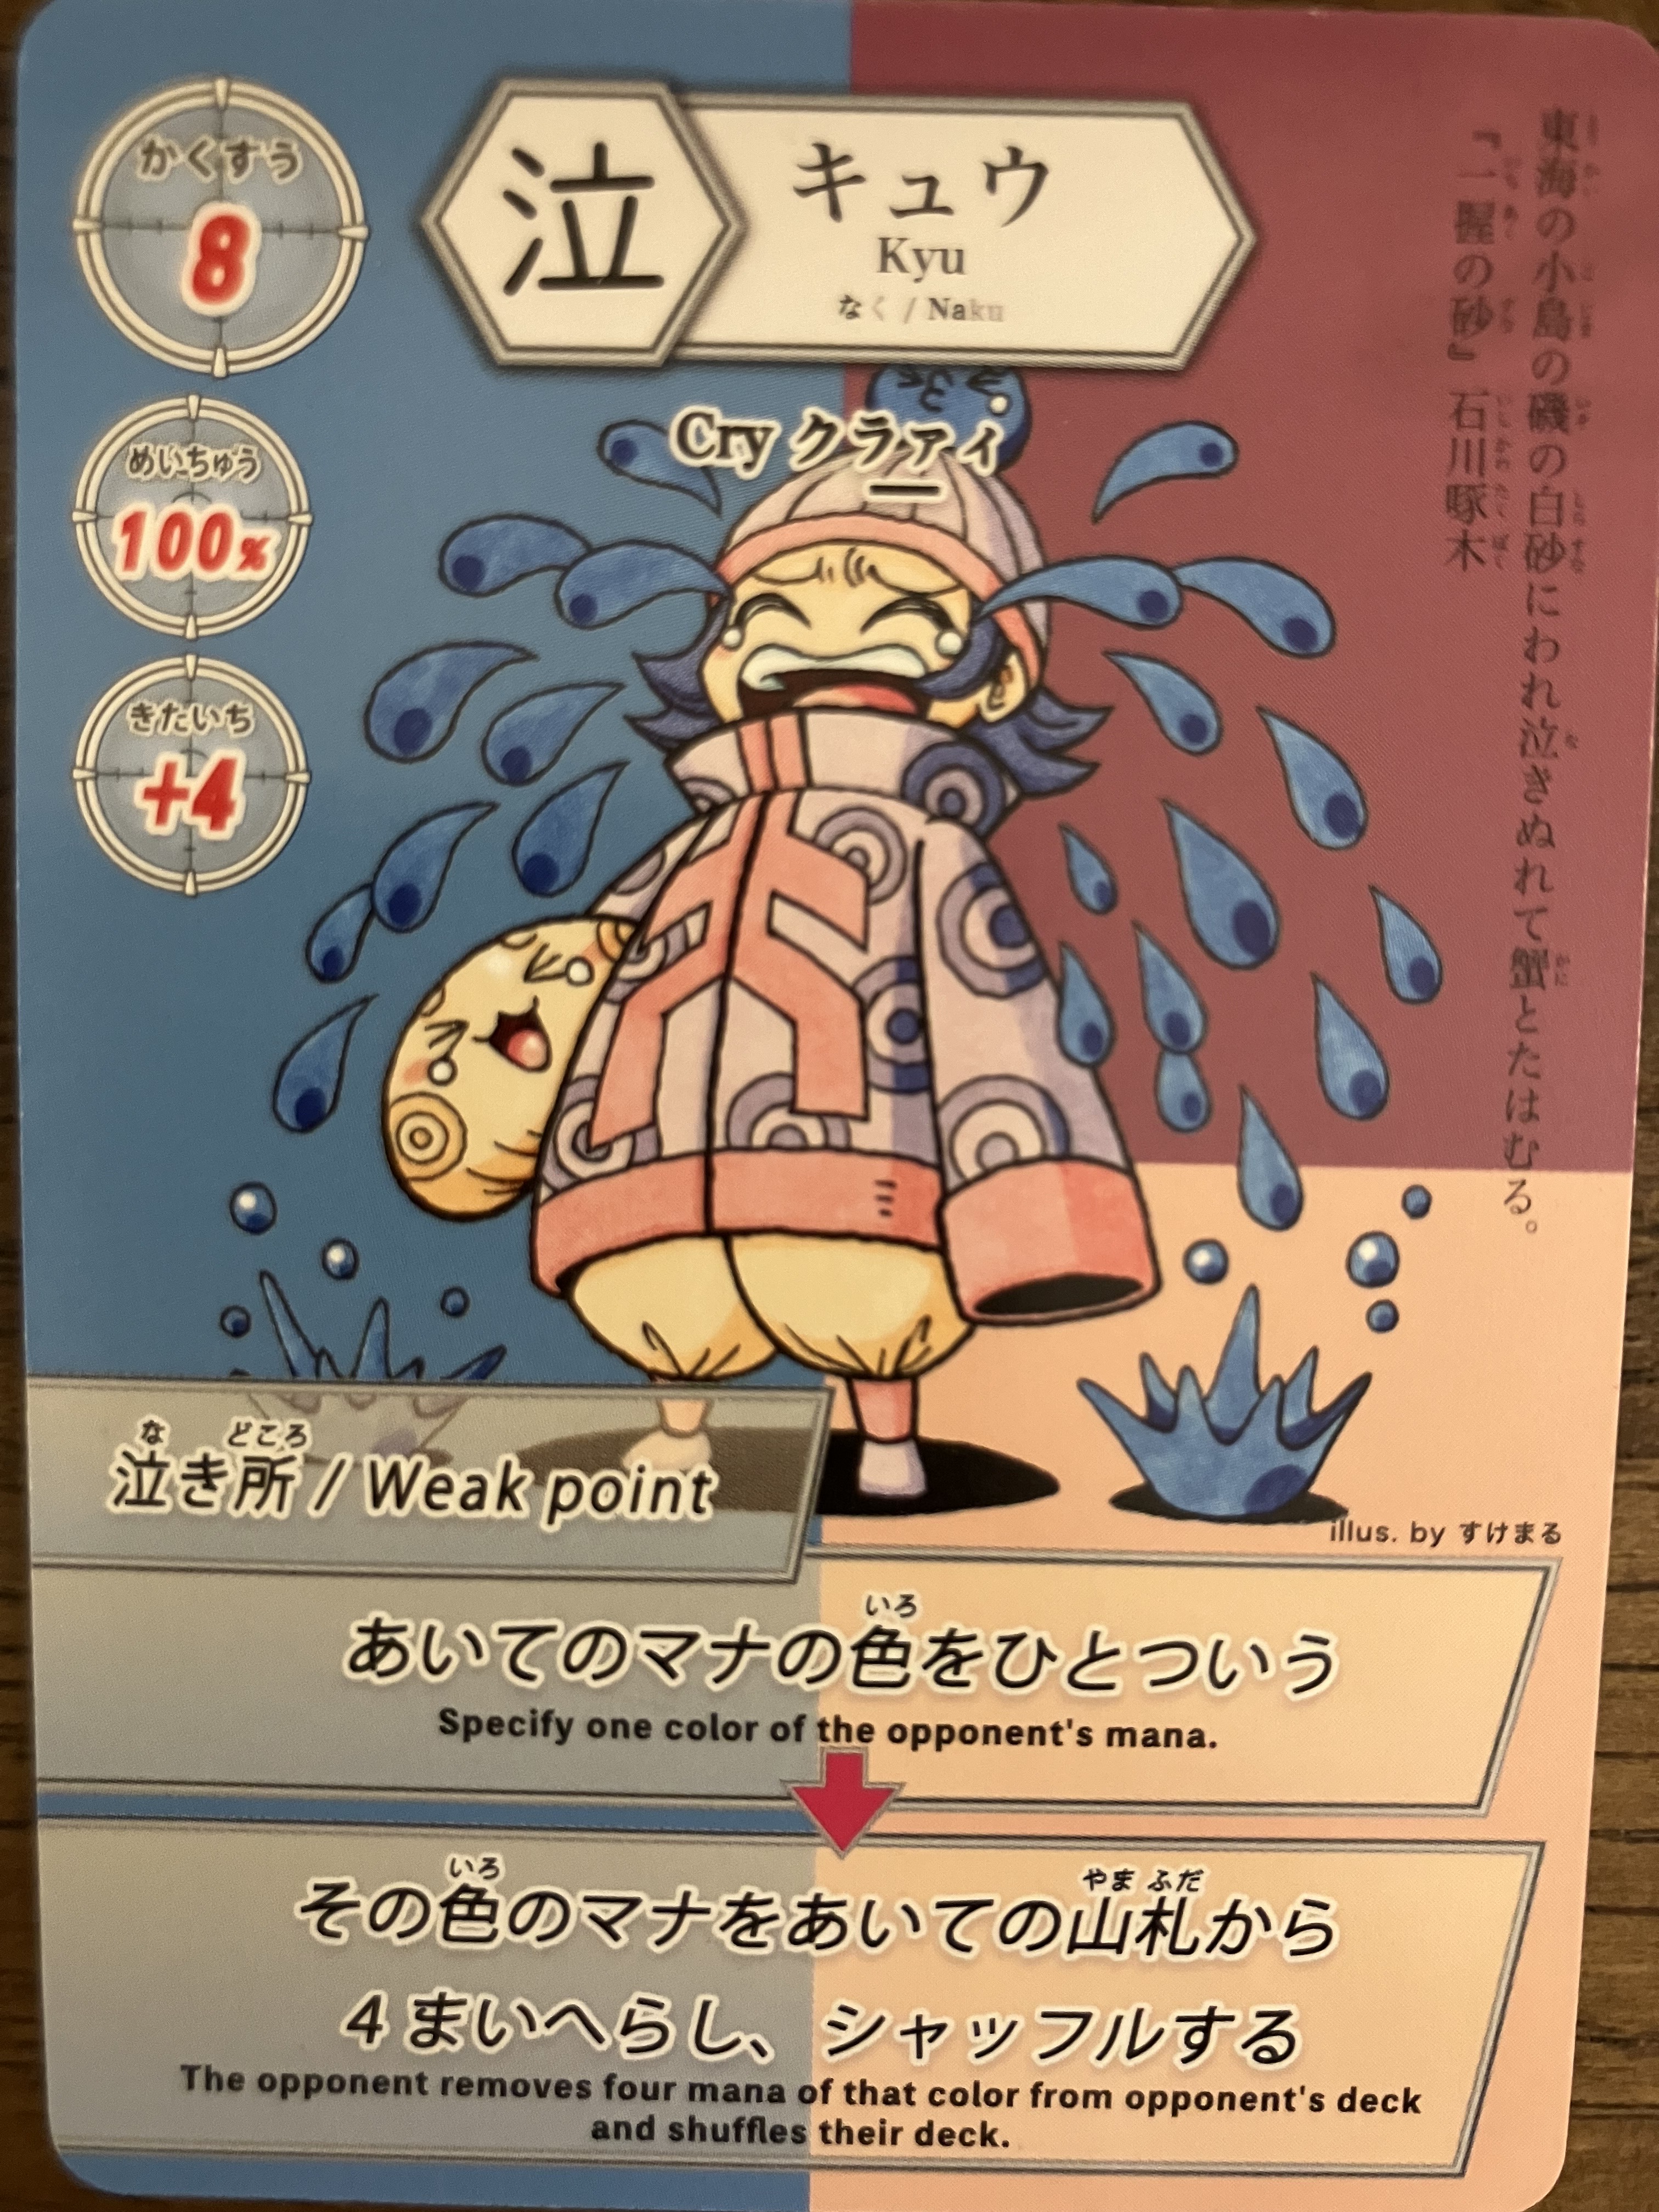 かくすう
8
めいちゅう
100%
きたいち
+4
泣
キュウ
Kyu
なく / Naku
Cry クラァィ
東海の小島の磯の白砂にわれ泣きぬれて蟹とたはむる。
『一握の砂』 石川啄木
泣き所 / Weak point
illus. by すけまる
あいてのマナの色をひとついう
Specify one color of the opponent's mana.
その色のマナをあいての山札から
4まいへらし、シャッフルする
The opponent removes four mana of that color from opponent's deck
and shuffles their deck.